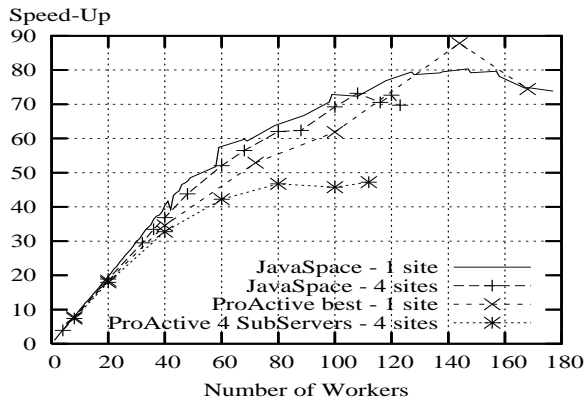 Speed-Up
90
80
70
60
50
40
30
20
10
0
JavaSpace - 1 site
JavaSpace - 4 sites
ProActive best - 1 site
ProActive 4 SubServers - 4 sites
0 20 40 60 80 100 120 140 160 180
Number of Workers